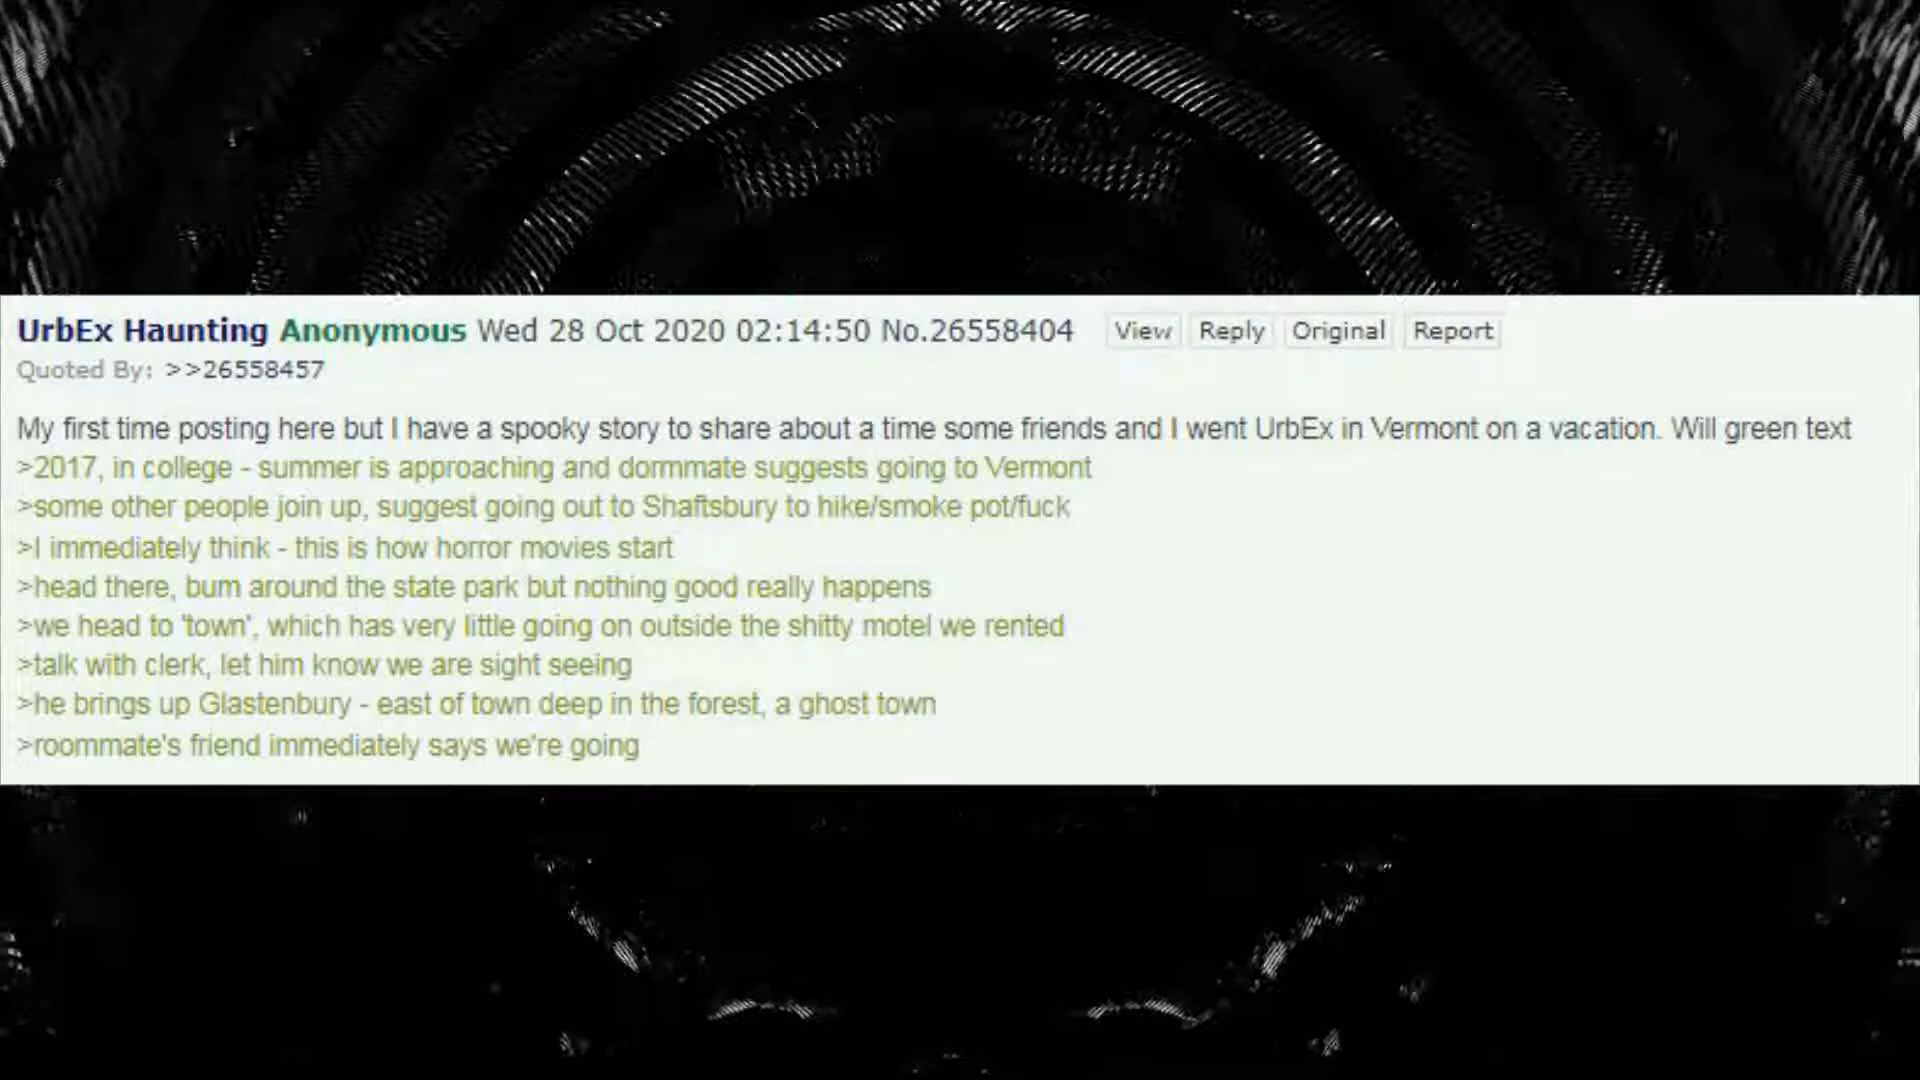 UrbEx Haunting Anonymous Wed 28 Oct 2020 02:14:50 No.26558404 View Reply Original Report
Quoted By: >>26558457
My first time posting here but I have a spooky story to share about a time some friends and I went UrbEx in Vermont on a vacation. Will green text
>2017, in college - summer is approaching and dormmate suggests going to Vermont
>some other people join up, suggest going out to Shaftsbury to hike/smoke pot/fuck
>I immediately think - this is how horror movies start
>head there, bum around the state park but nothing good really happens
>we head to 'town', which has very little going on outside the shitty motel we rented
>talk with clerk, let him know we are sight seeing
>he brings up Glastenbury - east of town deep in the forest, a ghost town
>roommate's friend immediately says we're going